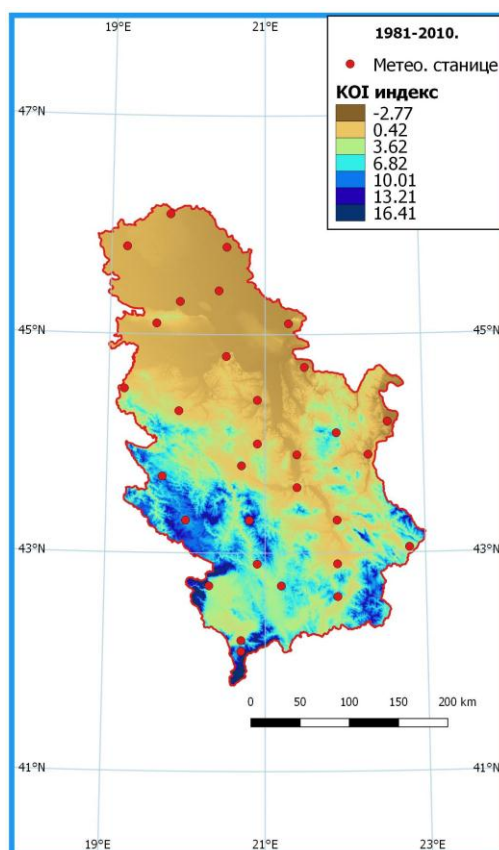 1981-2010.
Метео. станице
КОI индекс
-2.77
0.42
3.62
6.82
10.01
13.21
16.41
19°E
21°E
47°N
45°N
45°N
43°N
43°N
0 50 100 150 200 km
41°N
41°N
19°E
21°E
23°E